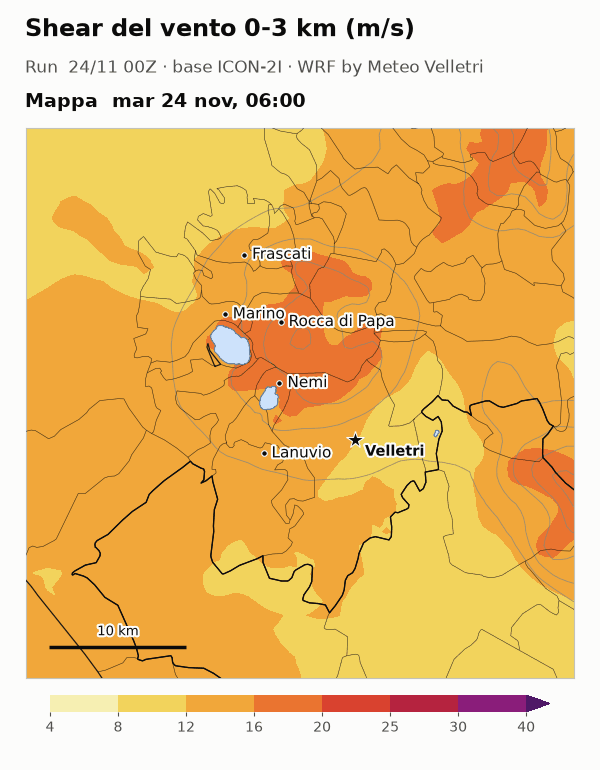 Shear del vento 0-3 km (m/s)
Run  24/11 00Z · base ICON-2I · WRF by Meteo Velletri
Mappa  mar 24 nov, 06:00
Frascati
Marino
Rocca di Papa
Nemi
Velletri
Lanuvio
10 km
4 8 12 16 20 25 30 40